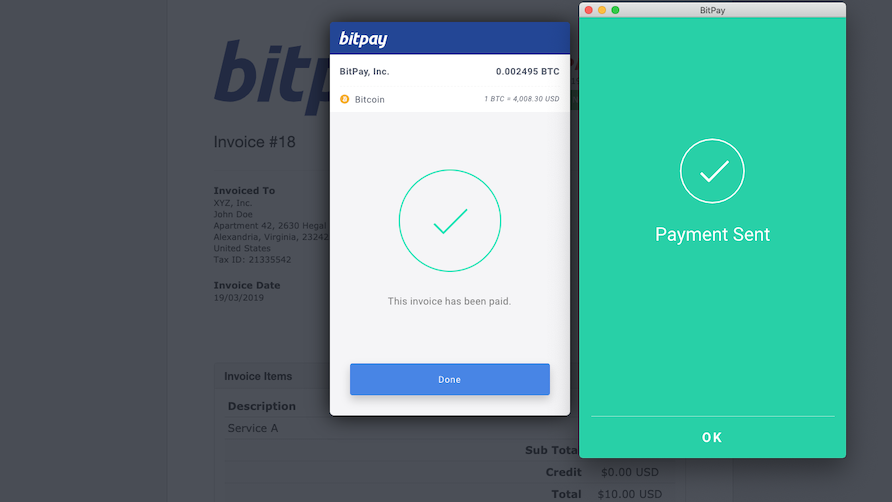 bitp
Invoice #18
Invoiced To
XYZ, Inc.
John Doe
Apartment 42, 2630 Hegal
Alexandria, Virginia, 23242
United States
Tax ID: 21335542
Invoice Date
19/03/2019
Invoice Items
Description
Service A
Sub Total
Credit $0.00 USD
Total $10.00 USD
bitpay
BitPay, Inc. 0.002495 BTC
Bitcoin 1 BTC = 4,008.30 USD
This invoice has been paid.
Done
BitPay
Payment Sent
OK